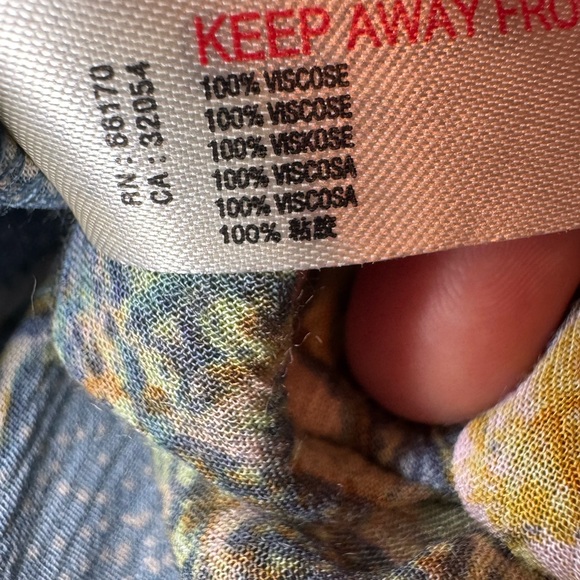 KEEP AWAY FRO
100% VISCOSE
100% VISCOSE
100% VISKOSE
100% VISCOSA
100% VISCOSA
100% 粘胶
RN : 66170
CA : 32054